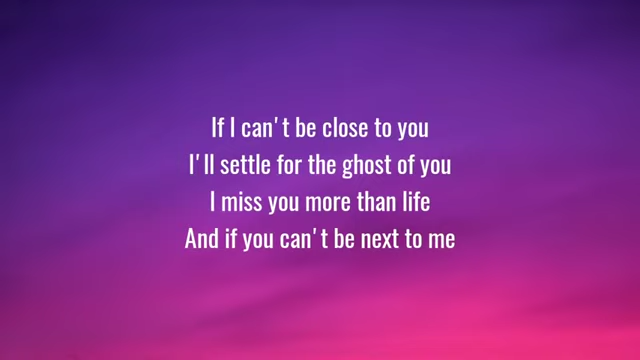 If I can't be close to you
I'll settle for the ghost of you
I miss you more than life
And if you can't be next to me